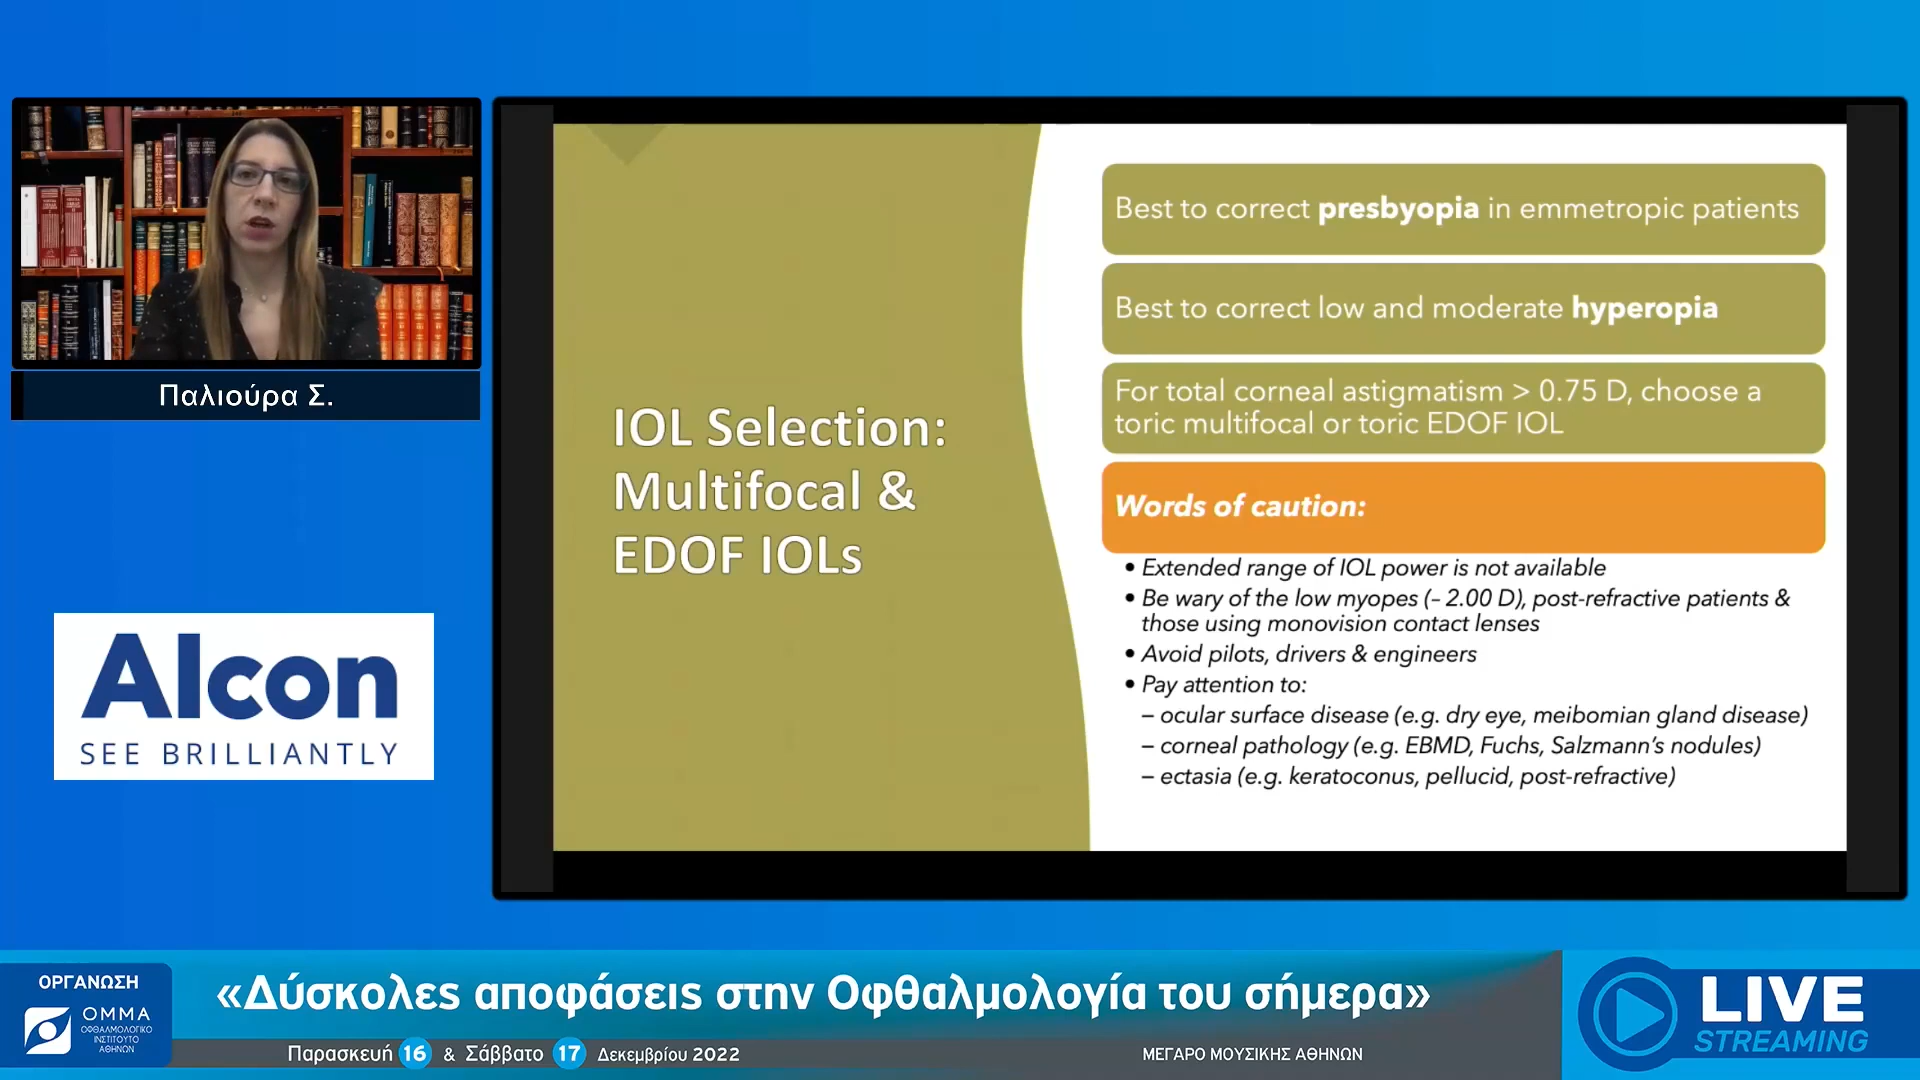 Παλιούρα Σ.
Alcon
SEE BRILLIANTLY
IOL Selection:
Multifocal &
EDOF IOLs
Best to correct presbyopia in emmetropic patients
Best to correct low and moderate hyperopia
For total corneal astigmatism > 0.75 D, choose a
toric multifocal or toric EDOF IOL
Words of caution:
• Extended range of IOL power is not available
• Be wary of the low myopes (– 2.00 D), post-refractive patients &
those using monovision contact lenses
• Avoid pilots, drivers & engineers
• Pay attention to:
– ocular surface disease (e.g. dry eye, meibomian gland disease)
– corneal pathology (e.g. EBMD, Fuchs, Salzmann’s nodules)
– ectasia (e.g. keratoconus, pellucid, post-refractive)
ΟΡΓΑΝΩΣΗ
ΟΜΜΑ
ΟΦΘΑΛΜΟΛΟΓΙΚΟ
ΙΝΣΤΙΤΟΥΤΟ
ΑΘΗΝΩΝ
«Δύσκολες αποφάσεις στην Οφθαλμολογία του σήμερα»
Παρασκευή 16 & Σάββατο 17 Δεκεμβρίου 2022
ΜΕΓΑΡΟ ΜΟΥΣΙΚΗΣ ΑΘΗΝΩΝ
LIVE
STREAMING